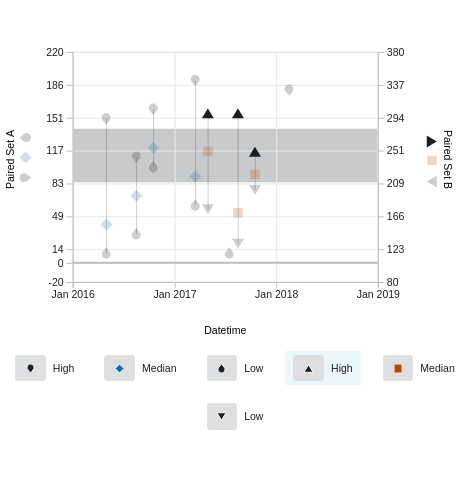 220
186
151
117
83
49
14
0
-20
380
337
294
251
209
166
123
80
Paired Set A
Paired Set B
Jan 2016
Jan 2017
Jan 2018
Jan 2019
Datetime
High
Median
Low
High
Median
Low